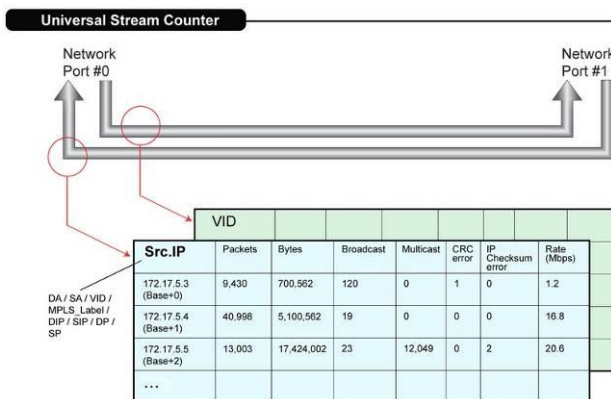 Universal Stream Counter
Network
Port #0
Network
Port #1
VID
Src.IP Packets Bytes Broadcast Multicast CRC error IP Checksum error Rate (Mbps)
172.17.5.3 (Base+0) 9,430 700,562 120 0 1 0 1.2
172.17.5.4 (Base+1) 40,998 5,100,562 19 0 0 0 16.8
172.17.5.5 (Base+2) 13,003 17,424,002 23 12,049 0 2 20.6
...
DA / SA / VID /
MPLS_Label /
DIP / SIP / DP /
SP